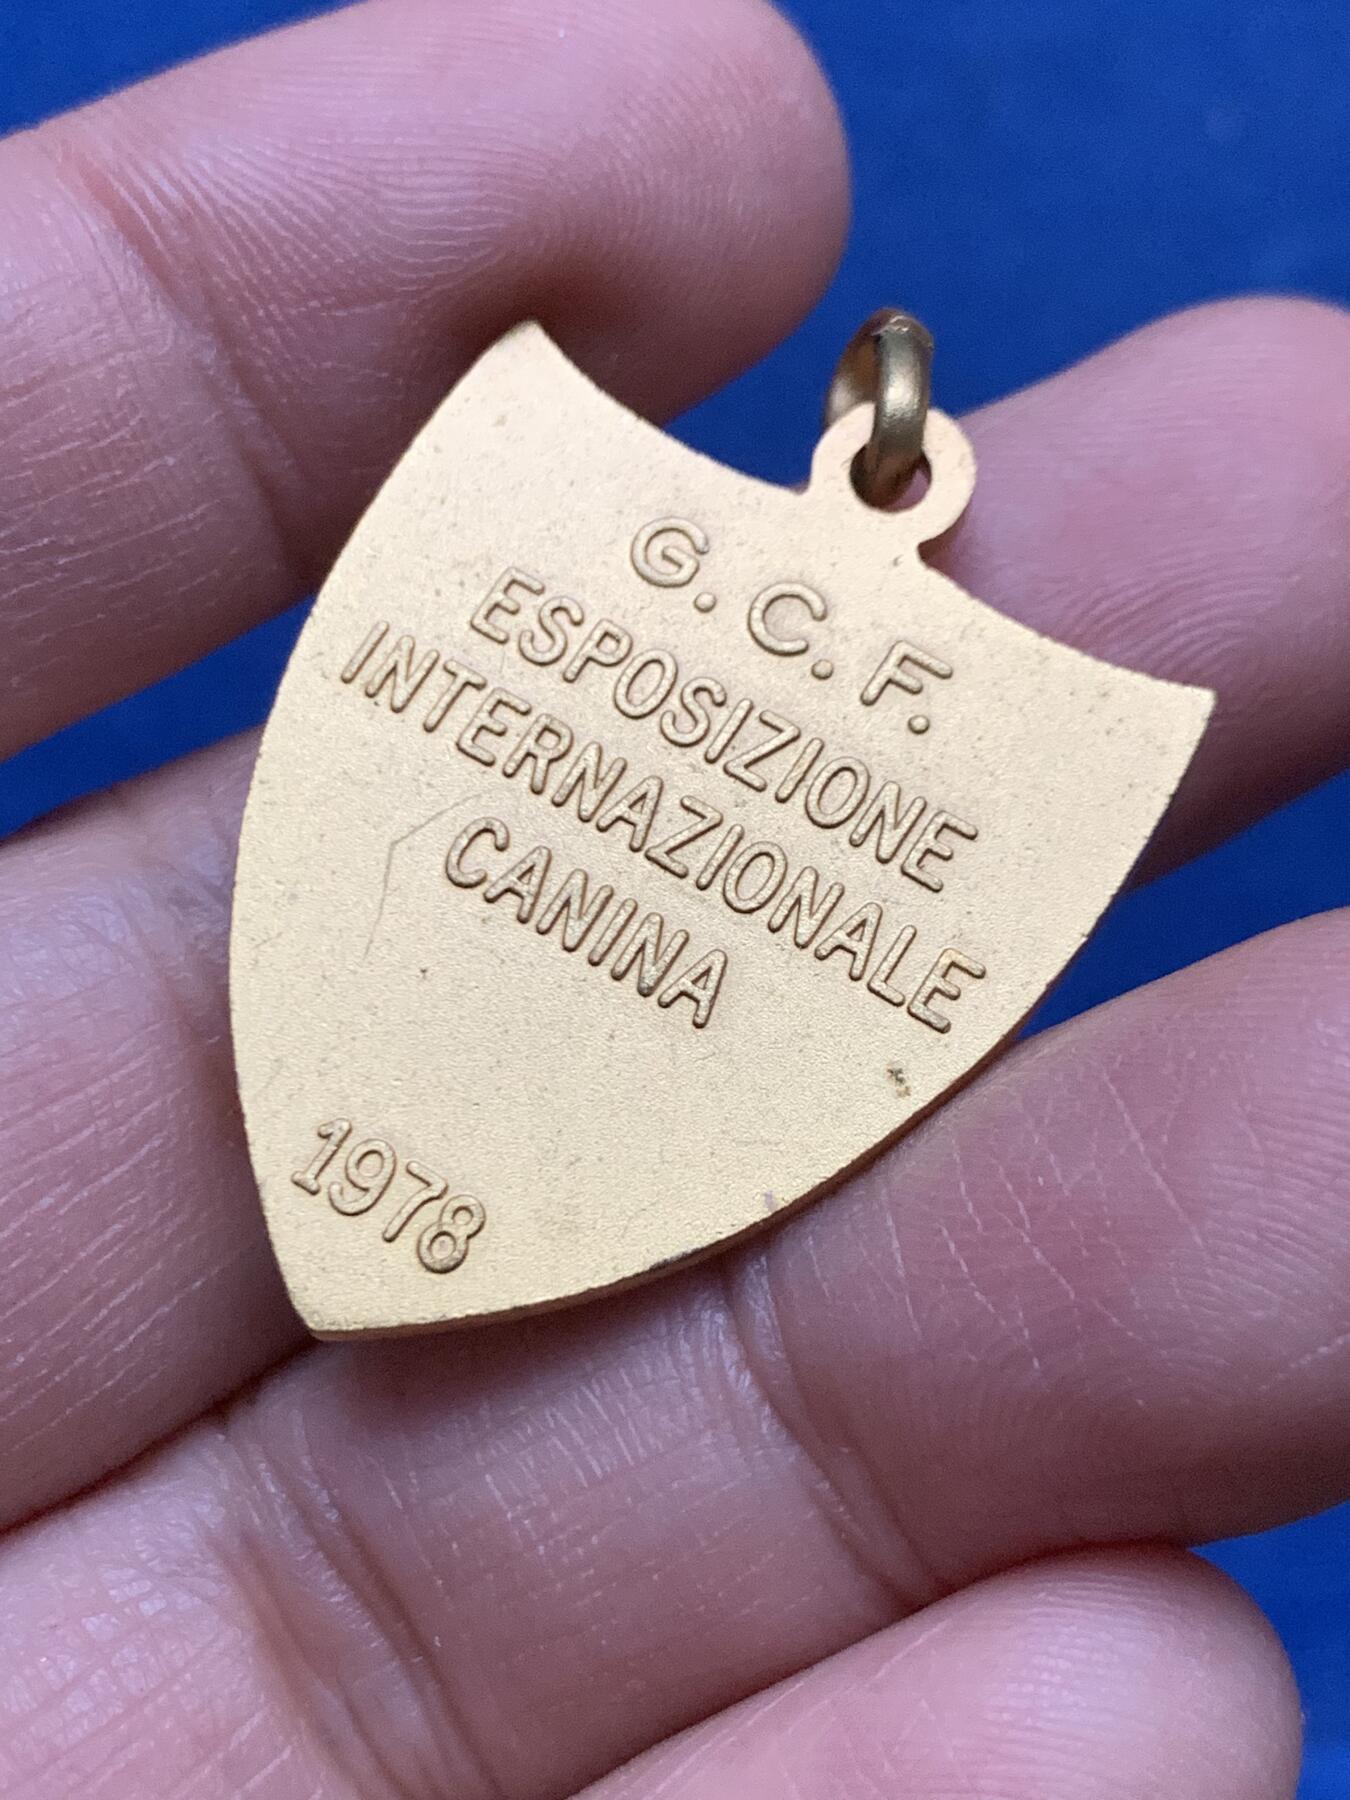 G. C. F.
ESPOSIZIONE
INTERNAZIONALE
CANINA
1978